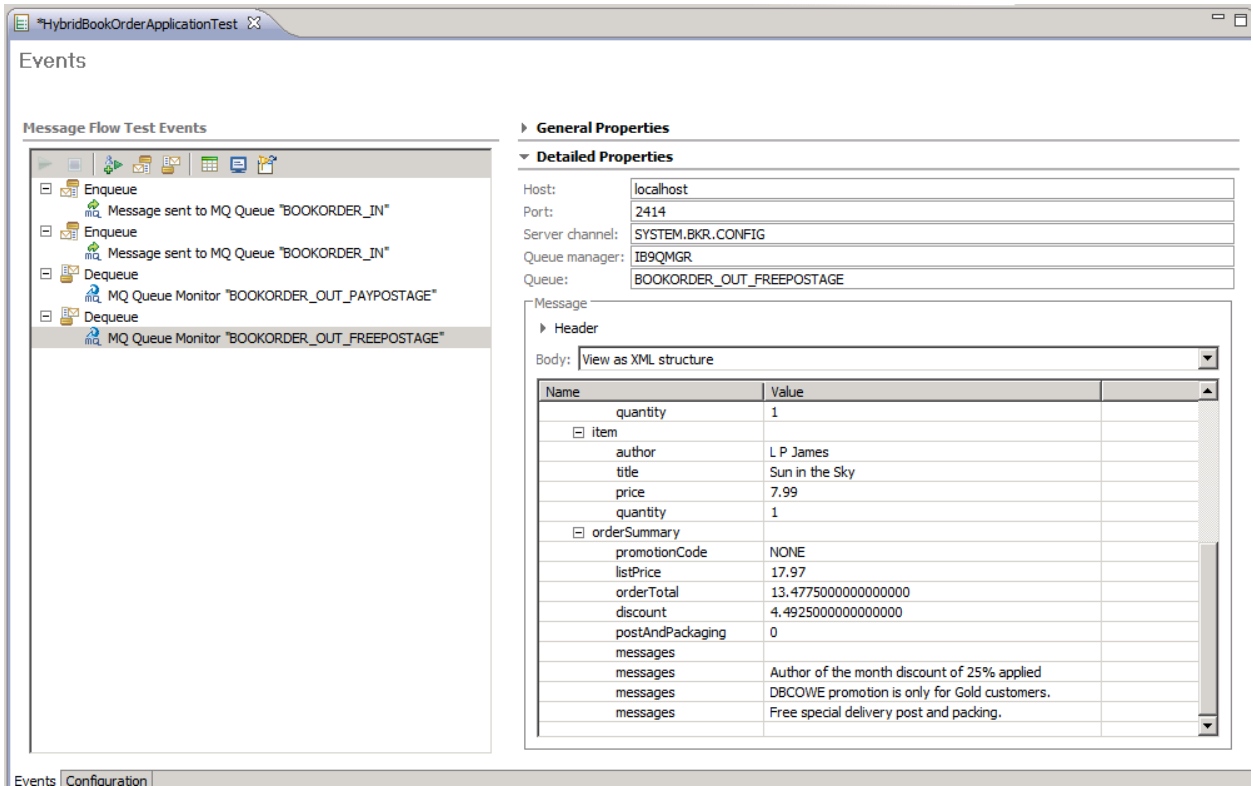 *HybridBookOrderApplicationTest
Events
Message Flow Test Events
Enqueue
Message sent to MQ Queue "BOOKORDER_IN"
Enqueue
Message sent to MQ Queue "BOOKORDER_IN"
Dequeue
MQ Queue Monitor "BOOKORDER_OUT_PAYPOSTAGE"
Dequeue
MQ Queue Monitor "BOOKORDER_OUT_FREEPOSTAGE"
General Properties
Detailed Properties
Host: localhost
Port: 2414
Server channel: SYSTEM.BKR.CONFIG
Queue manager: IB9QMGR
Queue: BOOKORDER_OUT_FREEPOSTAGE
Message
Header
Body: View as XML structure
Name Value
quantity 1
item
author L P James
title Sun in the Sky
price 7.99
quantity 1
orderSummary
promotionCode NONE
listPrice 17.97
orderTotal 13.4775000000000000
discount 4.4925000000000000
postAndPackaging 0
messages
messages Author of the month discount of 25% applied
messages DBCOWE promotion is only for Gold customers.
messages Free special delivery post and packing.
Events Configuration